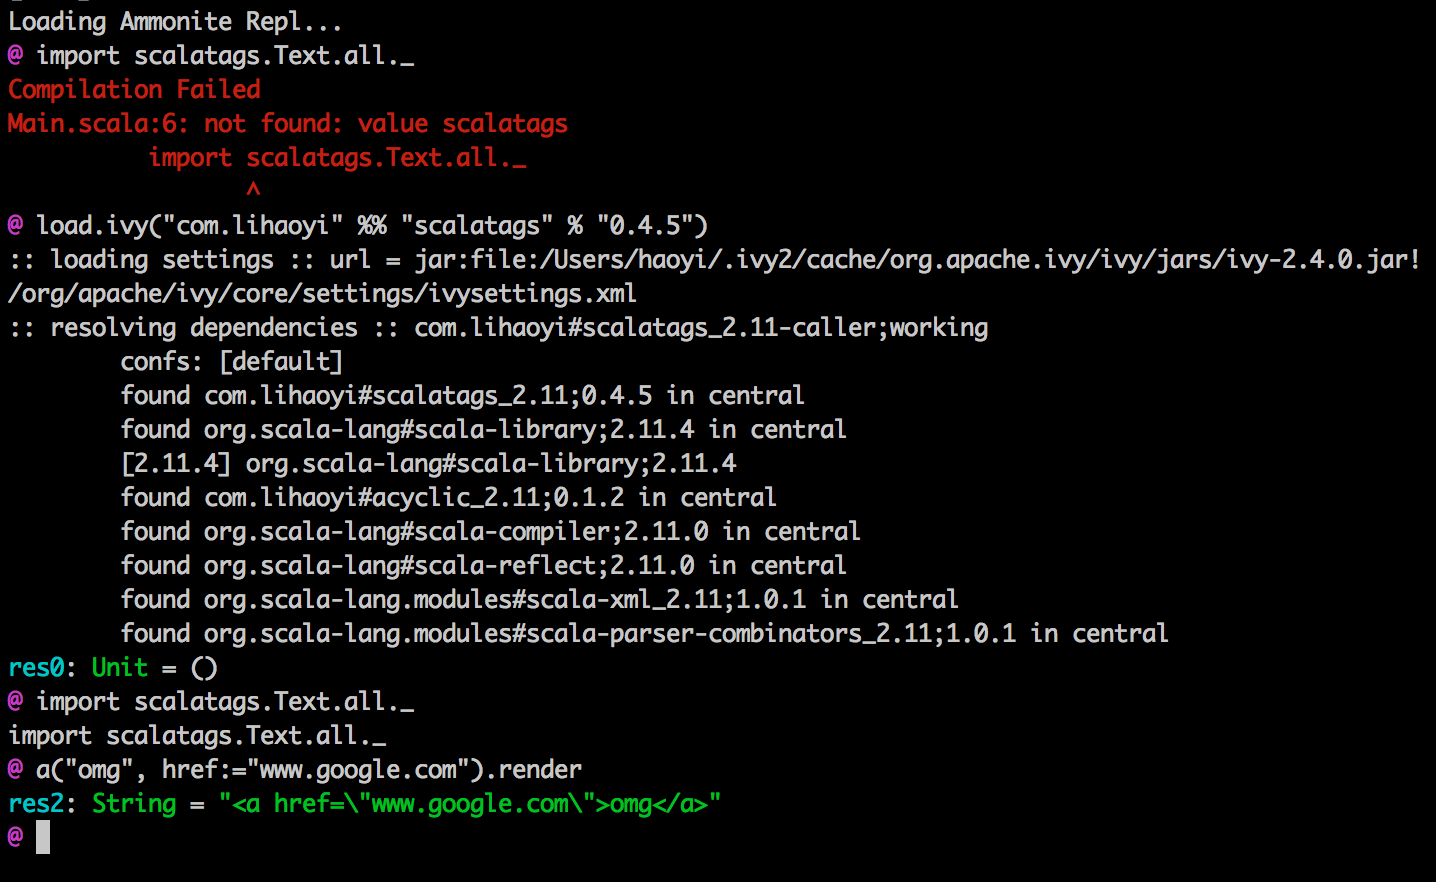 Loading Ammonite Repl...
@ import scalatags.Text.all._
Compilation Failed
Main.scala:6: not found: value scalatags
          import scalatags.Text.all._
                 ^
@ load.ivy("com.lihaoyi" %% "scalatags" % "0.4.5")
:: loading settings :: url = jar:file:/Users/haoyi/.ivy2/cache/org.apache.ivy/ivy/jars/ivy-2.4.0.jar!
/org/apache/ivy/core/settings/ivysettings.xml
:: resolving dependencies :: com.lihaoyi#scalatags_2.11-caller;working
        confs: [default]
        found com.lihaoyi#scalatags_2.11;0.4.5 in central
        found org.scala-lang#scala-library;2.11.4 in central
        [2.11.4] org.scala-lang#scala-library;2.11.4
        found com.lihaoyi#acyclic_2.11;0.1.2 in central
        found org.scala-lang#scala-compiler;2.11.0 in central
        found org.scala-lang#scala-reflect;2.11.0 in central
        found org.scala-lang.modules#scala-xml_2.11;1.0.1 in central
        found org.scala-lang.modules#scala-parser-combinators_2.11;1.0.1 in central
res0: Unit = ()
@ import scalatags.Text.all._
import scalatags.Text.all._
@ a("omg", href:="www.google.com").render
res2: String = "<a href=\"www.google.com\">omg</a>"
@